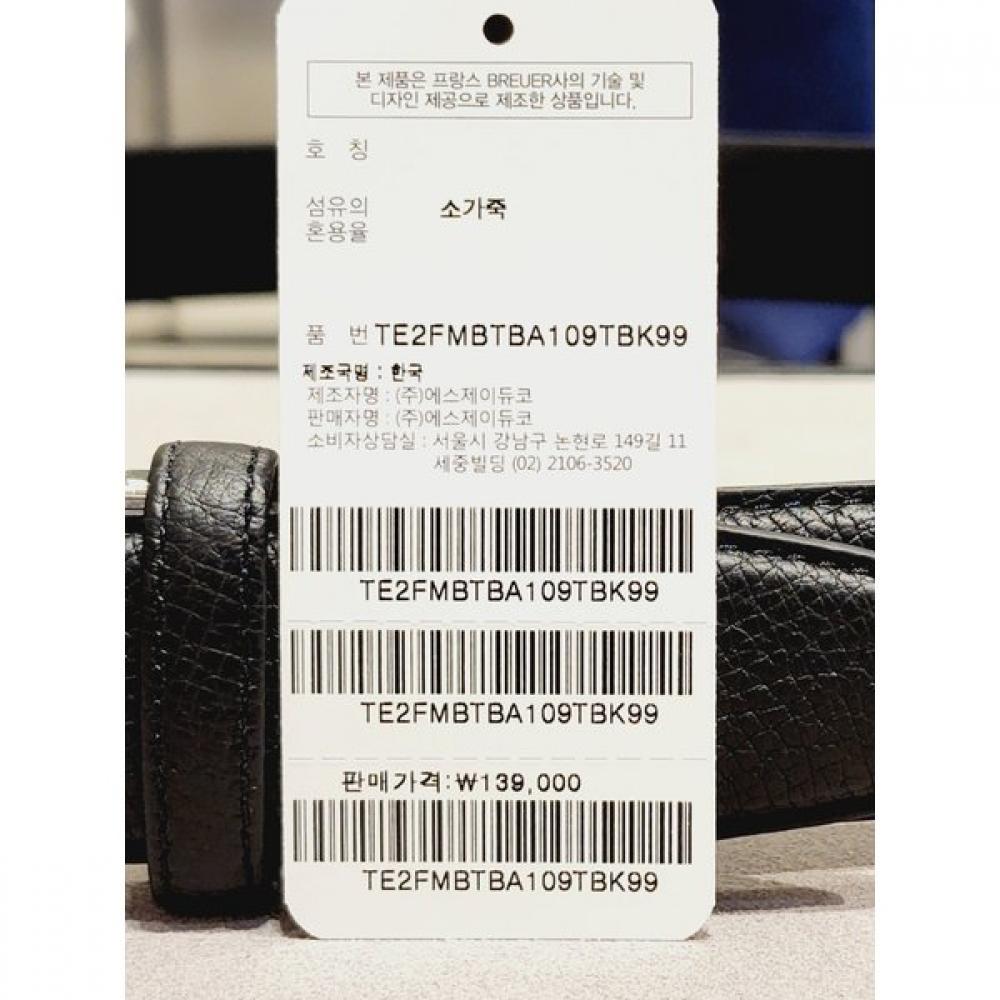 본 제품은 프랑스 BREUER사의 기술 및
디자인 제공으로 제조한 상품입니다.
호 칭
섬유의 소가죽
혼용율
품 번 TE2FMBTBA109TBK99
제조국명 : 한국
제조자명 : (주)에스제이듀코
판매자명 : (주)에스제이듀코
소비자상담실 : 서울시 강남구 논현로 149길 11
세중빌딩 (02) 2106-3520
TE2FMBTBA109TBK99
TE2FMBTBA109TBK99
판매가격:₩139,000
TE2FMBTBA109TBK99